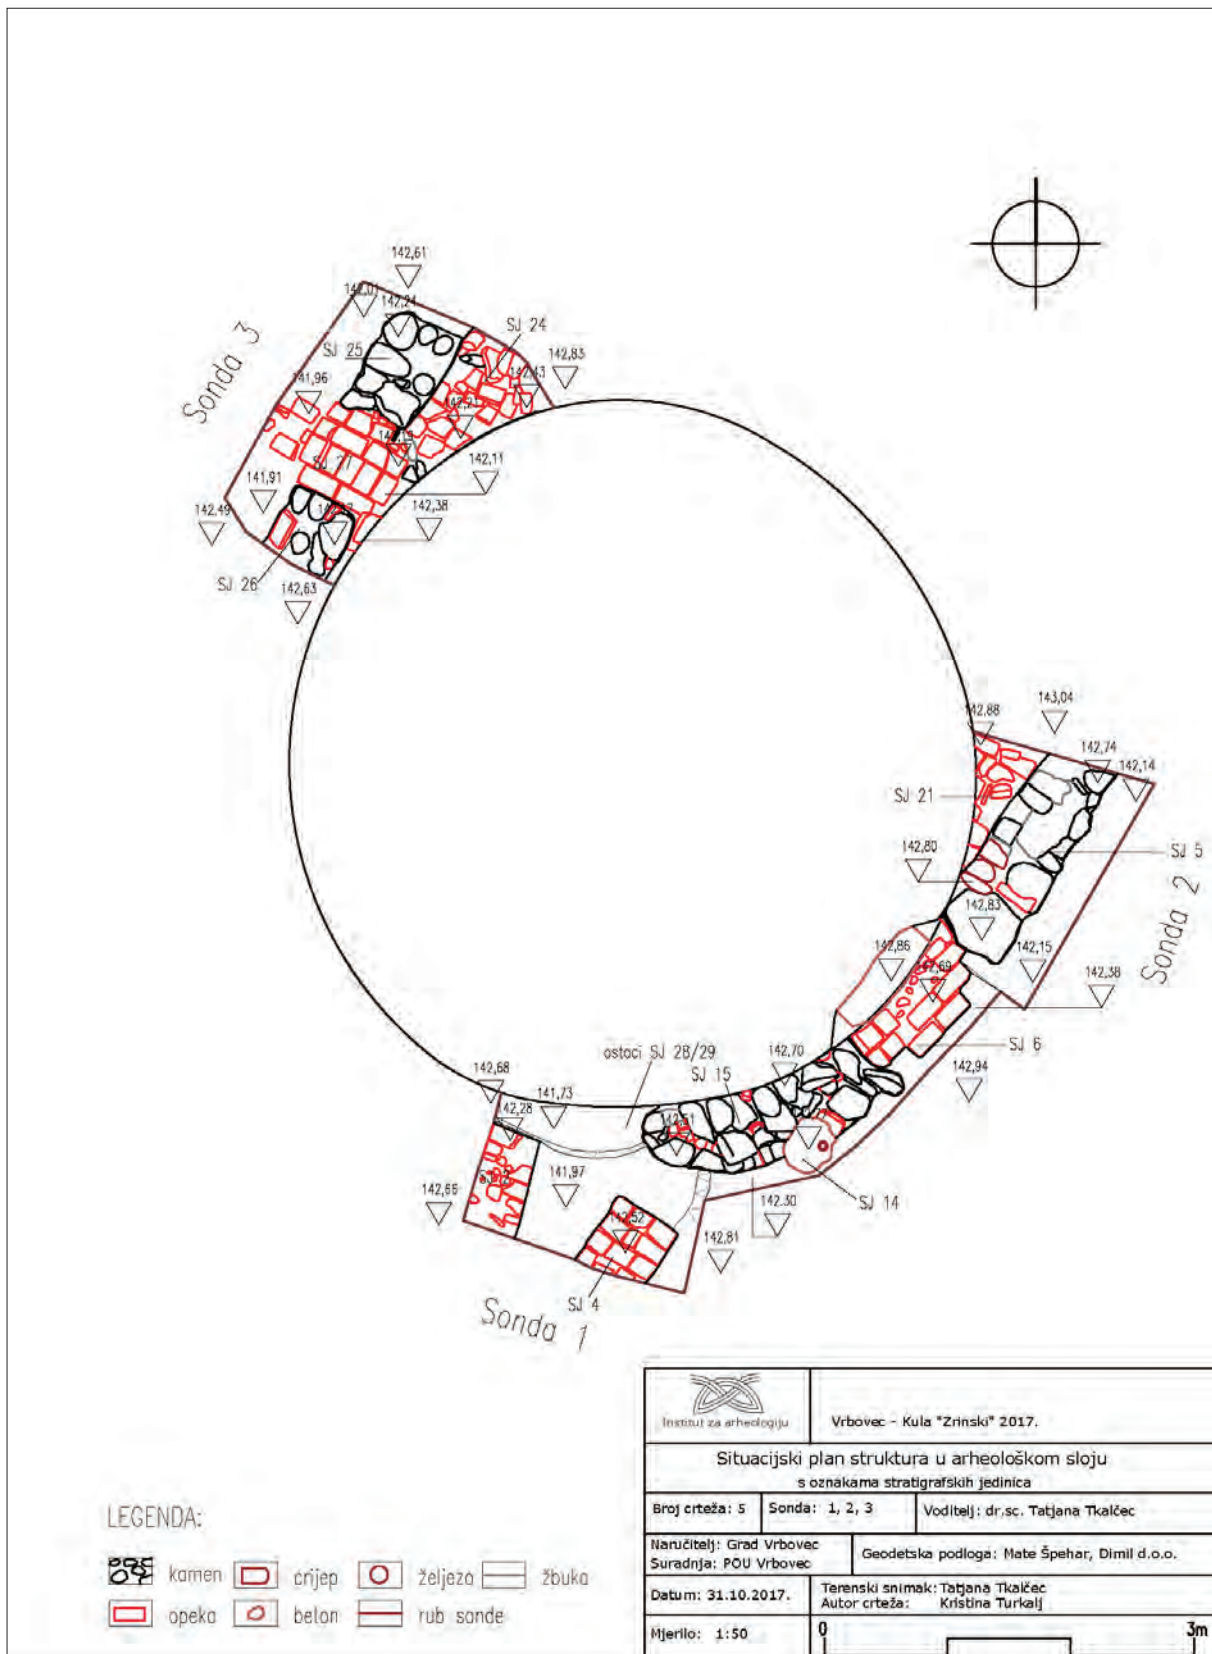 142,61
142,01
142,24
SJ 24
SJ 25
142,83
142,43
Sonda 3
141,96
142,21
SJ 27
142,11
141,91
142,49
142,38
SJ 26
142,63
142,88
143,04
142,74
142,14
SJ 21
142,80
SJ 5
142,83
142,86
142,69
142,15
142,38
Sonda 2
SJ 6
142,94
ostaci SJ 28/29
142,70
SJ 15
142,68
141,73
142,28
142,51
141,97
142,66
142,52
142,30
142,81
SJ 14
SJ 4
Sonda 1
LEGENDA:
kamen crijep željezo žbuka
opeka beton rub sonde
Institut za arheologiju
Vrbovec - Kula "Zrinski" 2017.
Situacijski plan struktura u arheološkom sloju
s oznakama stratigrafskih jedinica
Broj crteža: 5 Sonda: 1, 2, 3 Voditelj: dr.sc. Tatjana Tkalčec
Naručitelj: Grad Vrbovec
Suradnja: POU Vrbovec
Geodetska podloga: Mate Špehar, Dimil d.o.o.
Datum: 31.10.2017.
Terenski snimak: Tatjana Tkalčec
Autor crteža: Kristina Turkalj
Mjerilo: 1:50
0 3m